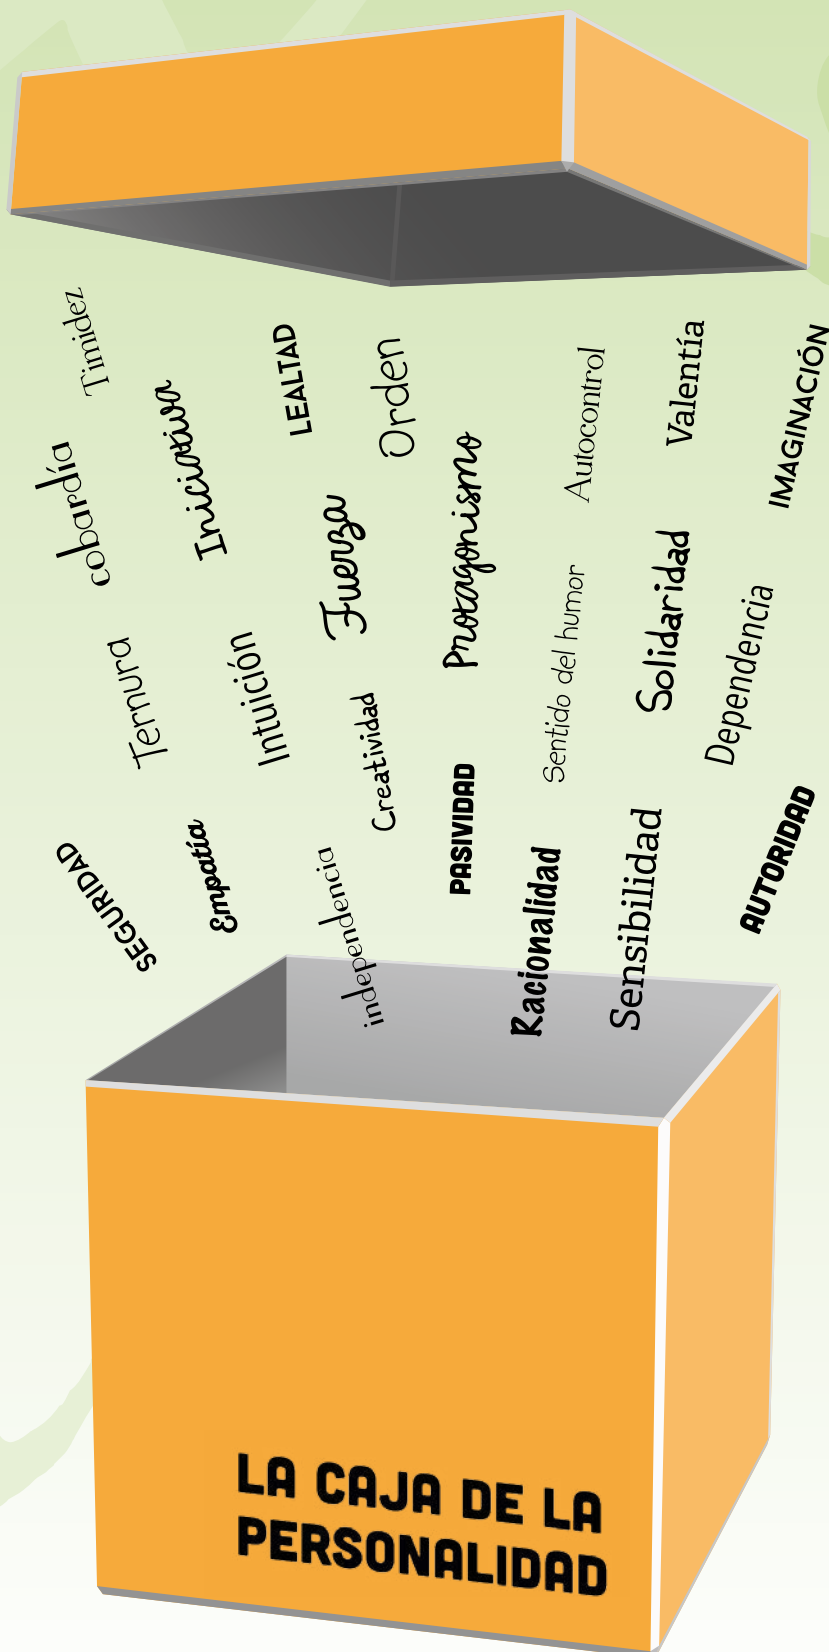 Timidez
LEALTAD
Orden
Autocontrol
Valentía
IMAGINACIÓN
cobardía
Iniciativa
Fuerza
Protagonismo
Sentido del humor
Solidaridad
Dependencia
Ternura
Intuición
Creatividad
PASIVIDAD
SEGURIDAD
Empatía
independencia
Racionalidad
Sensibilidad
AUTORIDAD
LA CAJA DE LA
PERSONALIDAD